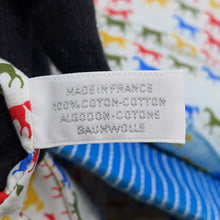 MADE IN FRANCE
100% COTON-COTTON
ALGODON-COTONE
BAUMWOLLE